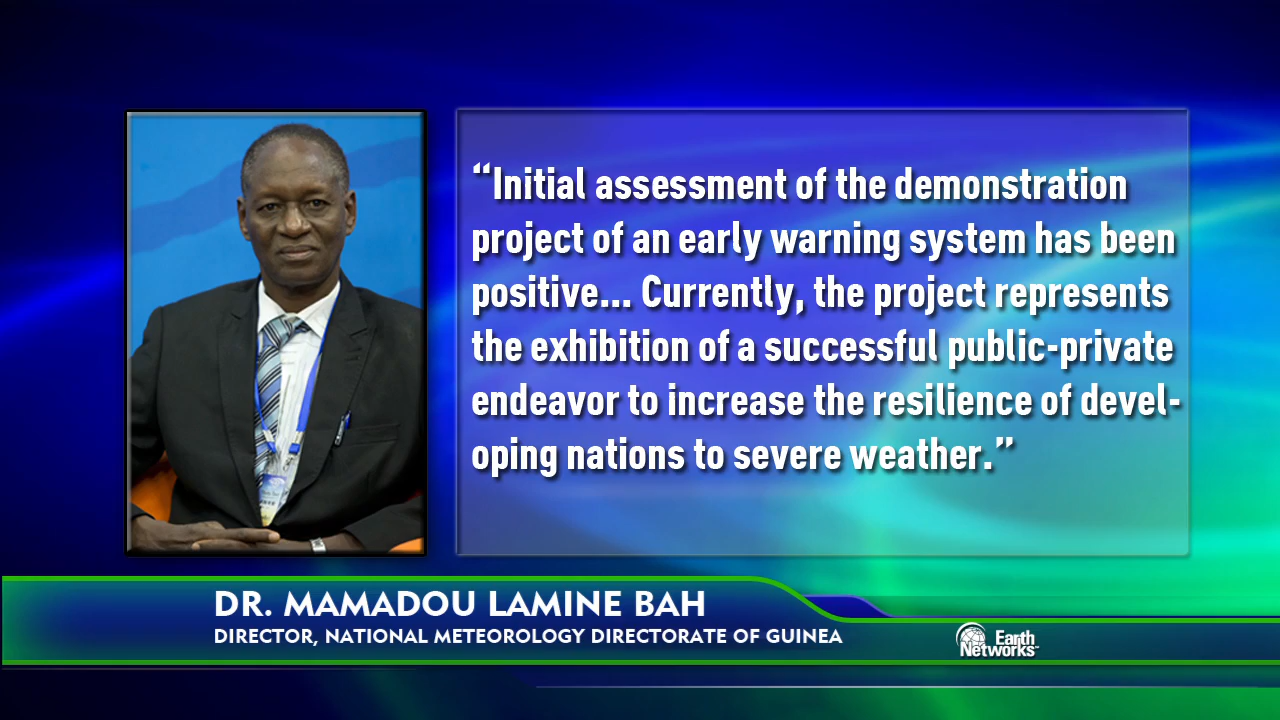 “Initial assessment of the demonstration
project of an early warning system has been
positive... Currently, the project represents
the exhibition of a successful public-private
endeavor to increase the resilience of devel-
oping nations to severe weather.”
DR. MAMADOU LAMINE BAH
DIRECTOR, NATIONAL METEOROLOGY DIRECTORATE OF GUINEA
Earth
Networks